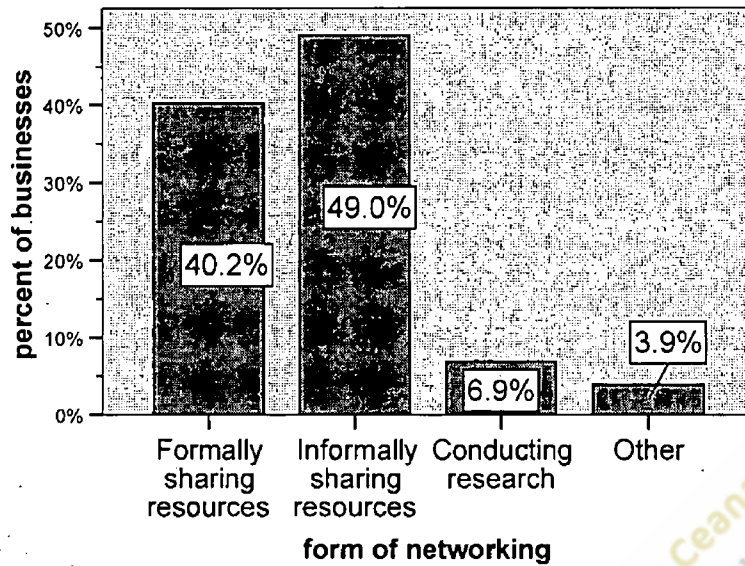 50%
40%
30%
20%
10%
0%
percent of businesses
40.2%
49.0%
6.9%
3.9%
Formally sharing resources
Informally sharing resources
Conducting research
Other
form of networking